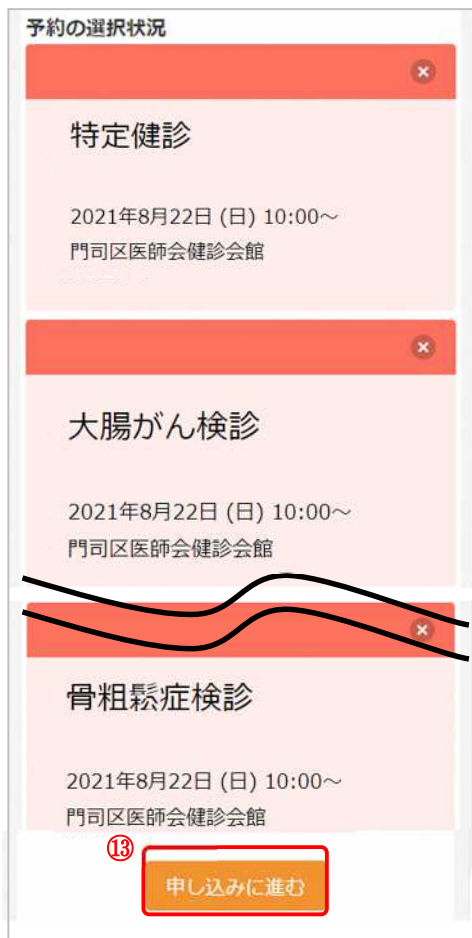 予約の選択状況
特定健診
2021年8月22日 (日) 10:00～
門司区医師会健診会館
大腸がん検診
2021年8月22日 (日) 10:00～
門司区医師会健診会館
骨粗鬆症検診
2021年8月22日 (日) 10:00～
門司区医師会健診会館
⑬
申し込みに進む